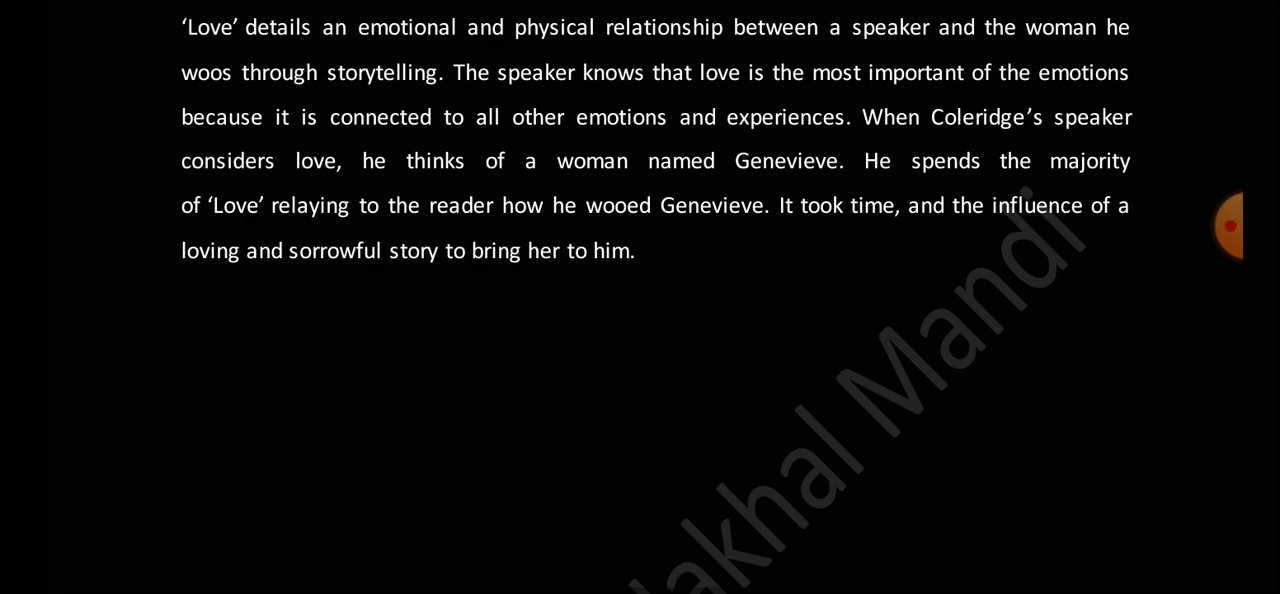 ‘Love’ details an emotional and physical relationship between a speaker and the woman he
woos through storytelling. The speaker knows that love is the most important of the emotions
because it is connected to all other emotions and experiences. When Coleridge’s speaker
considers love, he thinks of a woman named Genevieve. He spends the majority
of ‘Love’ relaying to the reader how he wooed Genevieve. It took time, and the influence of a
loving and sorrowful story to bring her to him.
Mandi